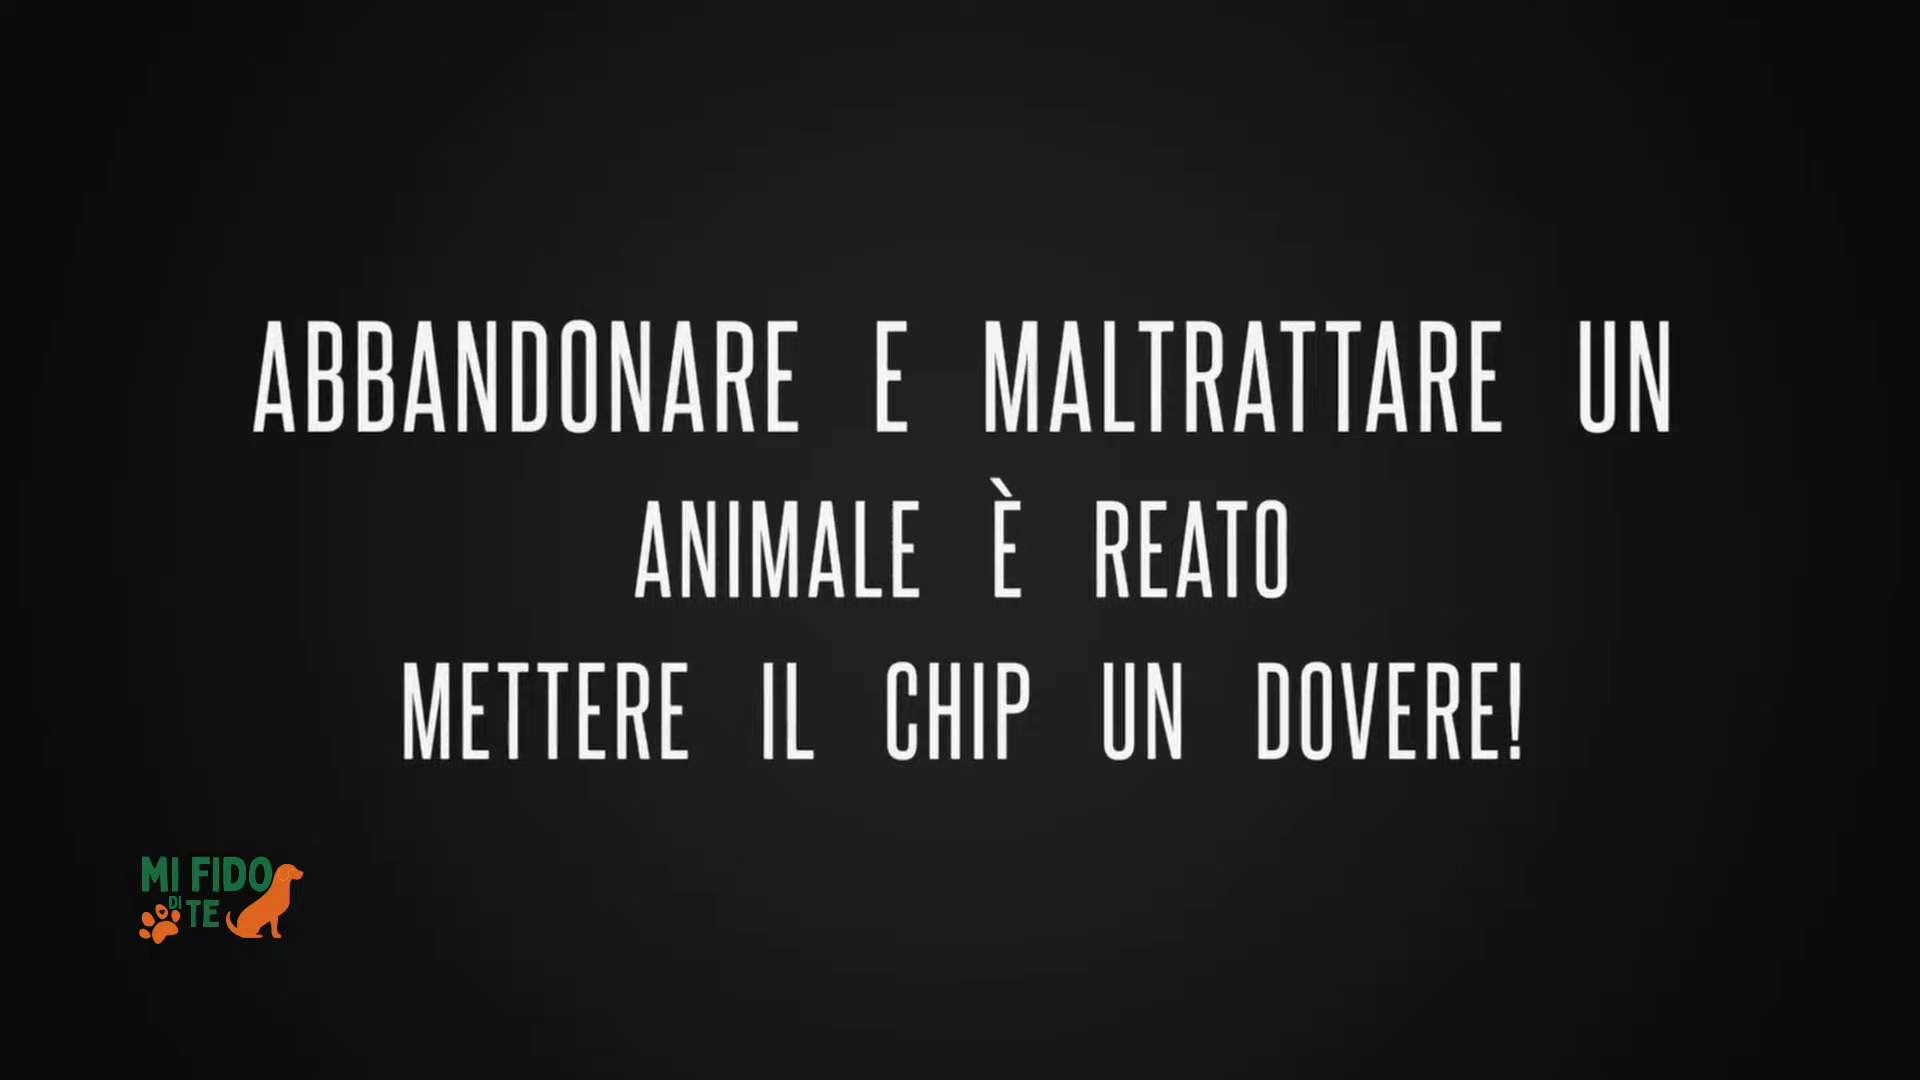 ABBANDONARE E MALTRATTARE UN
ANIMALE È REATO
METTERE IL CHIP UN DOVERE!
MI FIDO
DI TE